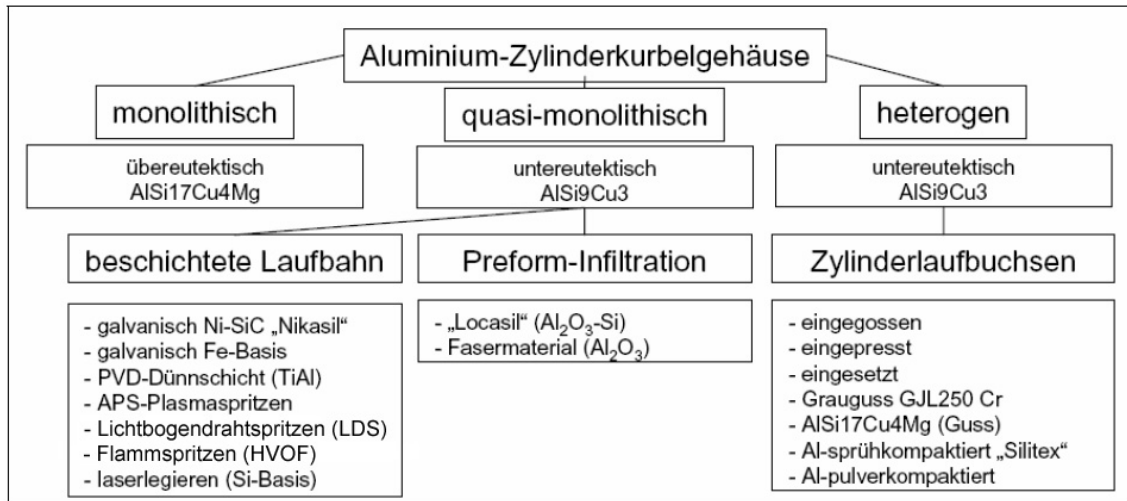 Aluminium-Zylinderkurbelgehäuse
monolithisch
quasi-monolithisch
heterogen
übereutektisch
AlSi17Cu4Mg
untereutektisch
AlSi9Cu3
untereutektisch
AlSi9Cu3
beschichtete Laufbahn
Preform-Infiltration
Zylinderlaufbuchsen
- galvanisch Ni-SiC „Nikasil“
- galvanisch Fe-Basis
- PVD-Dünnschicht (TiAl)
- APS-Plasmaspritzen
- Lichtbogendrahtspritzen (LDS)
- Flammspritzen (HVOF)
- laserlegieren (Si-Basis)
- „Locasil“ (Al₂O₃-Si)
- Fasermaterial (Al₂O₃)
- eingegossen
- eingepresst
- eingesetzt
- Grauguss GJL250 Cr
- AlSi17Cu4Mg (Guss)
- Al-sprühkompaktiert „Silitex“
- Al-pulverkompaktiert